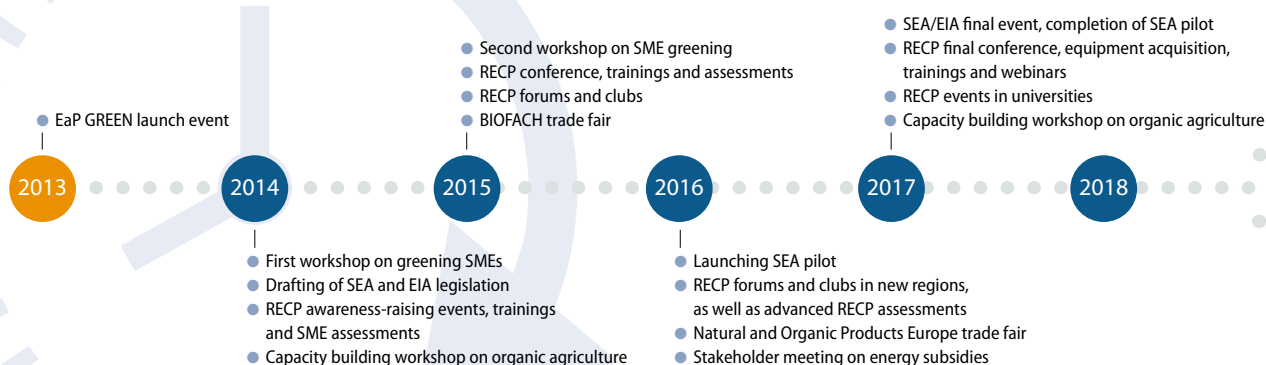 EaP GREEN launch event
Second workshop on SME greening
RECP conference, trainings and assessments
RECP forums and clubs
BIOFACH trade fair
SEA/EIA final event, completion of SEA pilot
RECP final conference, equipment acquisition,
trainings and webinars
RECP events in universities
Capacity building workshop on organic agriculture
2013
2014
2015
2016
2017
2018
First workshop on greening SMEs
Drafting of SEA and EIA legislation
RECP awareness-raising events, trainings
and SME assessments
Capacity building workshop on organic agriculture
Launching SEA pilot
RECP forums and clubs in new regions,
as well as advanced RECP assessments
Natural and Organic Products Europe trade fair
Stakeholder meeting on energy subsidies